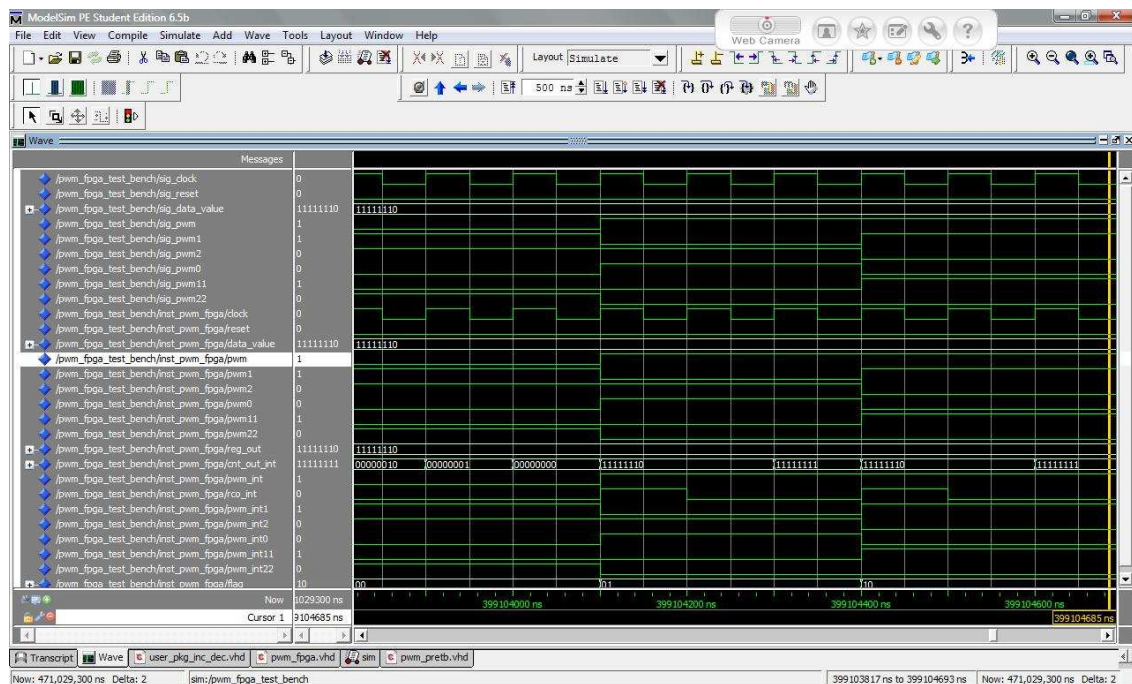 ModelSim PE Student Edition 6.5b
File Edit View Compile Simulate Add Wave Tools Layout Window Help
Web Camera
Layout Simulate
500 ns
Wave
Messages
/pwm_fpga_test_bench/sig_clock 0
/pwm_fpga_test_bench/sig_reset 0
/pwm_fpga_test_bench/sig_data_value 11111110 11111110
/pwm_fpga_test_bench/sig_pwm 1
/pwm_fpga_test_bench/sig_pwm1 1
/pwm_fpga_test_bench/sig_pwm2 0
/pwm_fpga_test_bench/sig_pwm0 0
/pwm_fpga_test_bench/sig_pwm11 1
/pwm_fpga_test_bench/sig_pwm22 0
/pwm_fpga_test_bench/inst_pwm_fpga/clock 0
/pwm_fpga_test_bench/inst_pwm_fpga/reset 0
/pwm_fpga_test_bench/inst_pwm_fpga/data_value 11111110 11111110
/pwm_fpga_test_bench/inst_pwm_fpga/pwm 1
/pwm_fpga_test_bench/inst_pwm_fpga/pwm1 1
/pwm_fpga_test_bench/inst_pwm_fpga/pwm2 0
/pwm_fpga_test_bench/inst_pwm_fpga/pwm0 0
/pwm_fpga_test_bench/inst_pwm_fpga/pwm11 1
/pwm_fpga_test_bench/inst_pwm_fpga/pwm22 0
/pwm_fpga_test_bench/inst_pwm_fpga/reg_out 11111110 11111110
/pwm_fpga_test_bench/inst_pwm_fpga/cnt_out_int 11111111 00000010 00000001 00000000 11111110 11111111 11111110 11111111
/pwm_fpga_test_bench/inst_pwm_fpga/pwm_int 1
/pwm_fpga_test_bench/inst_pwm_fpga/rco_int 0
/pwm_fpga_test_bench/inst_pwm_fpga/pwm_int1 1
/pwm_fpga_test_bench/inst_pwm_fpga/pwm_int2 0
/pwm_fpga_test_bench/inst_pwm_fpga/pwm_int0 0
/pwm_fpga_test_bench/inst_pwm_fpga/pwm_int11 1
/pwm_fpga_test_bench/inst_pwm_fpga/pwm_int22 0
/pwm_fpga_test_bench/inst_pwm_fpga/flag 10 00 01 10
Now 1029300 ns 399104000 ns 399104200 ns 399104400 ns 399104600 ns
Cursor 1 9104685 ns 399104685 ns
Transcript Wave user_pkg_inc_dec.vhd pwm_fpga.vhd sim pwm_pretb.vhd
Now: 471,029,300 ns Delta: 2 sim:/pwm_fpga_test_bench 399103817 ns to 399104693 ns Now: 471,029,300 ns Delta: 2